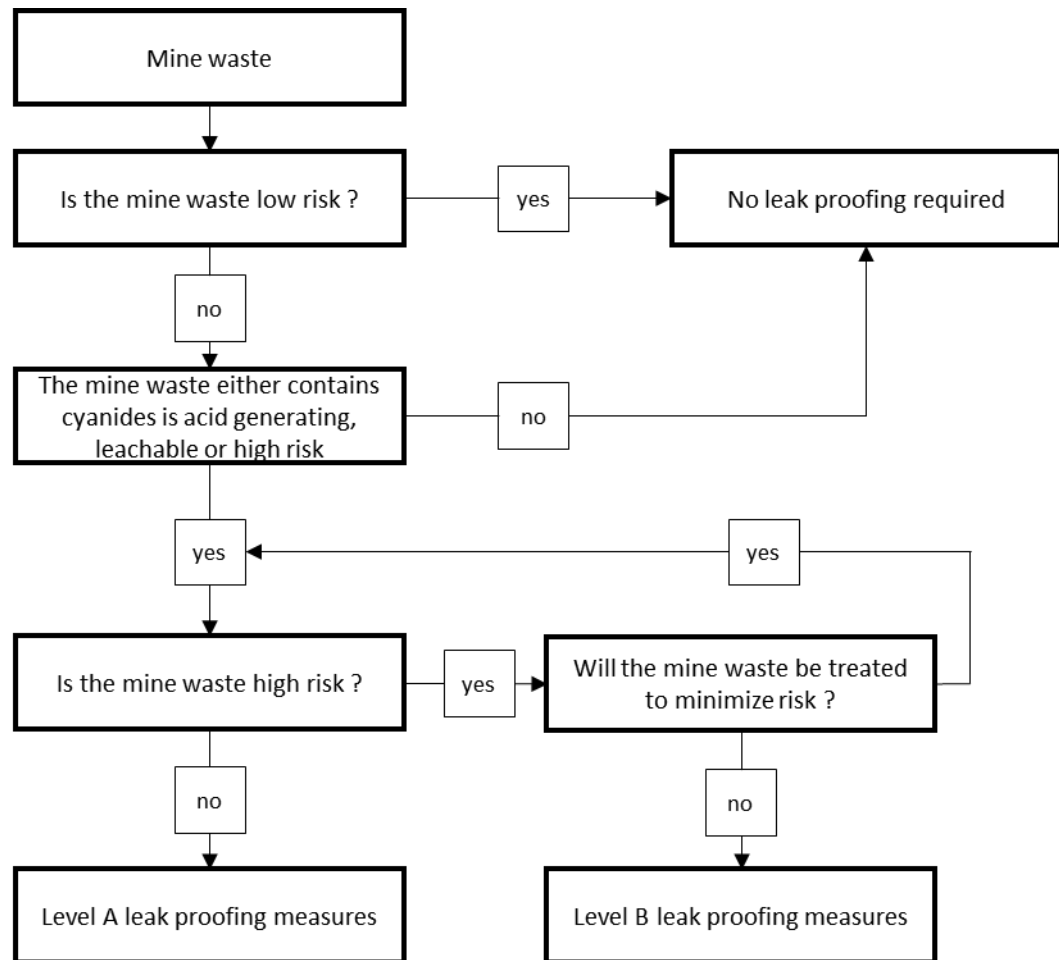 Mine waste
Is the mine waste low risk ?
yes
No leak proofing required
no
The mine waste either contains
cyanides is acid generating,
leachable or high risk
no
yes
yes
Is the mine waste high risk ?
yes
Will the mine waste be treated
to minimize risk ?
no
no
Level A leak proofing measures
Level B leak proofing measures